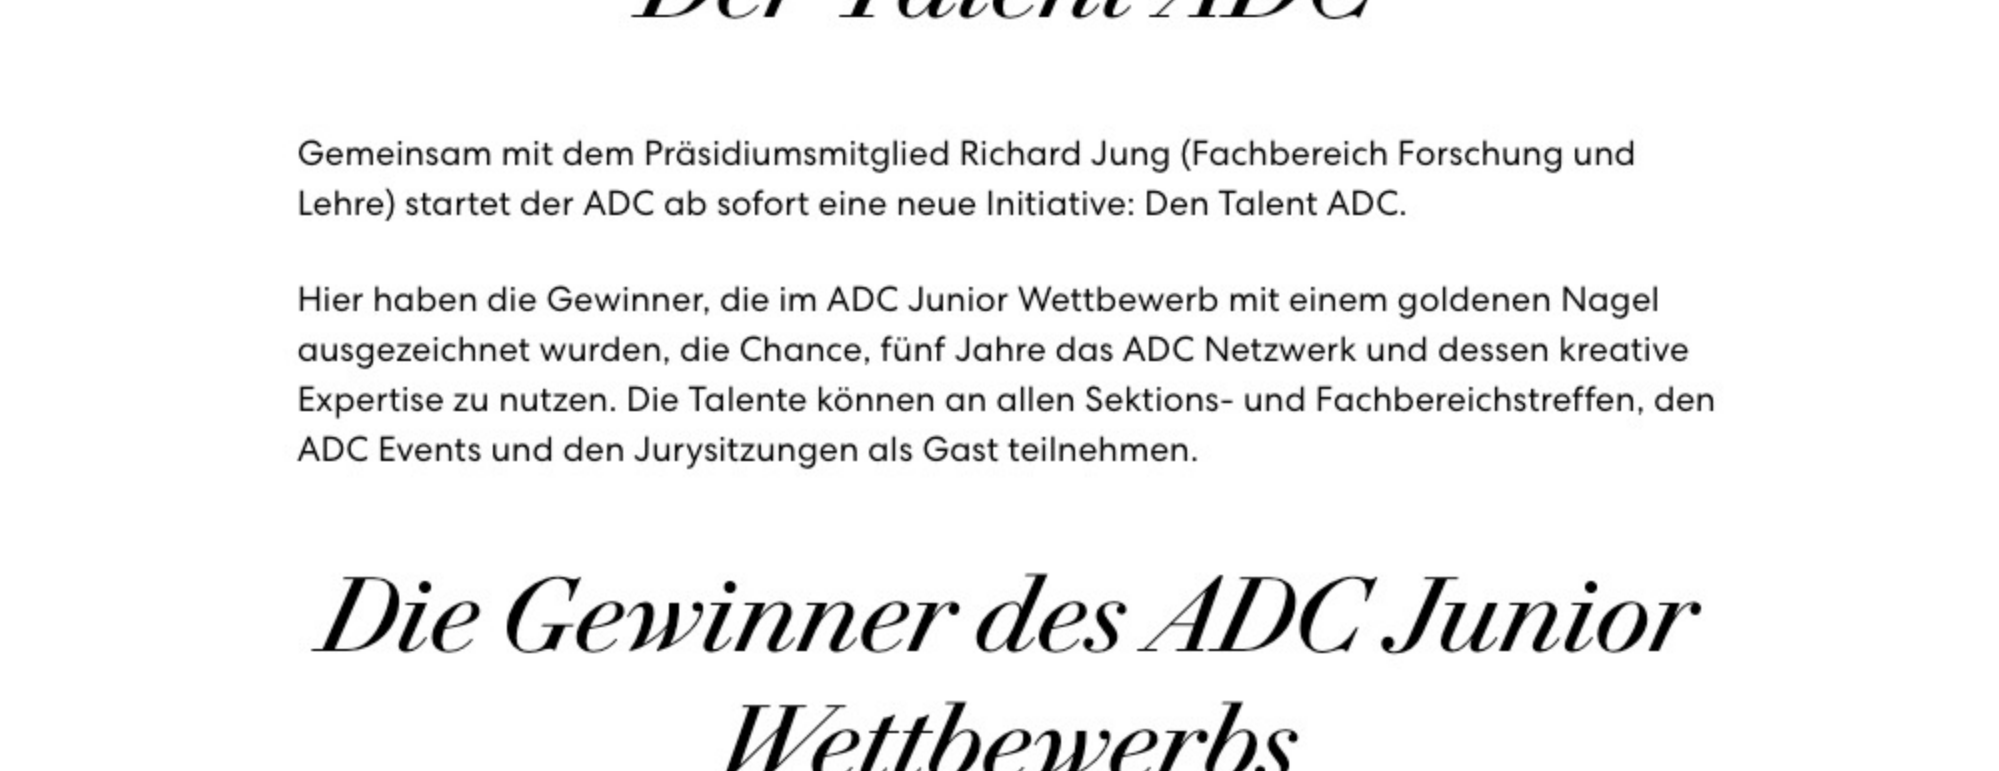 Der Talent ADC
Gemeinsam mit dem Präsidiumsmitglied Richard Jung (Fachbereich Forschung und
Lehre) startet der ADC ab sofort eine neue Initiative: Den Talent ADC.
Hier haben die Gewinner, die im ADC Junior Wettbewerb mit einem goldenen Nagel
ausgezeichnet wurden, die Chance, fünf Jahre das ADC Netzwerk und dessen kreative
Expertise zu nutzen. Die Talente können an allen Sektions- und Fachbereichstreffen, den
ADC Events und den Jurysitzungen als Gast teilnehmen.
Die Gewinner des ADC Junior
Wettbewerbs